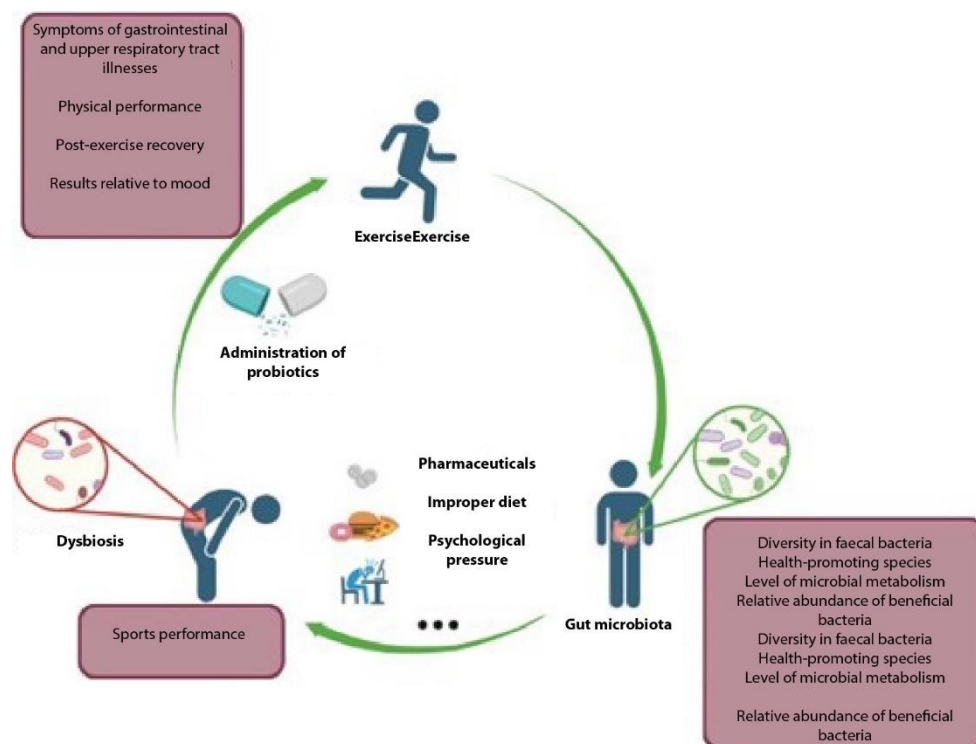 Symptoms of gastrointestinal
and upper respiratory tract
illnesses
Physical performance
Post-exercise recovery
Results relative to mood
ExerciseExercise
Administration of
probiotics
Pharmaceuticals
Improper diet
Psychological
pressure
Dysbiosis
Sports performance
Gut microbiota
Diversity in faecal bacteria
Health-promoting species
Level of microbial metabolism
Relative abundance of beneficial
bacteria
Diversity in faecal bacteria
Health-promoting species
Level of microbial metabolism
Relative abundance of beneficial
bacteria